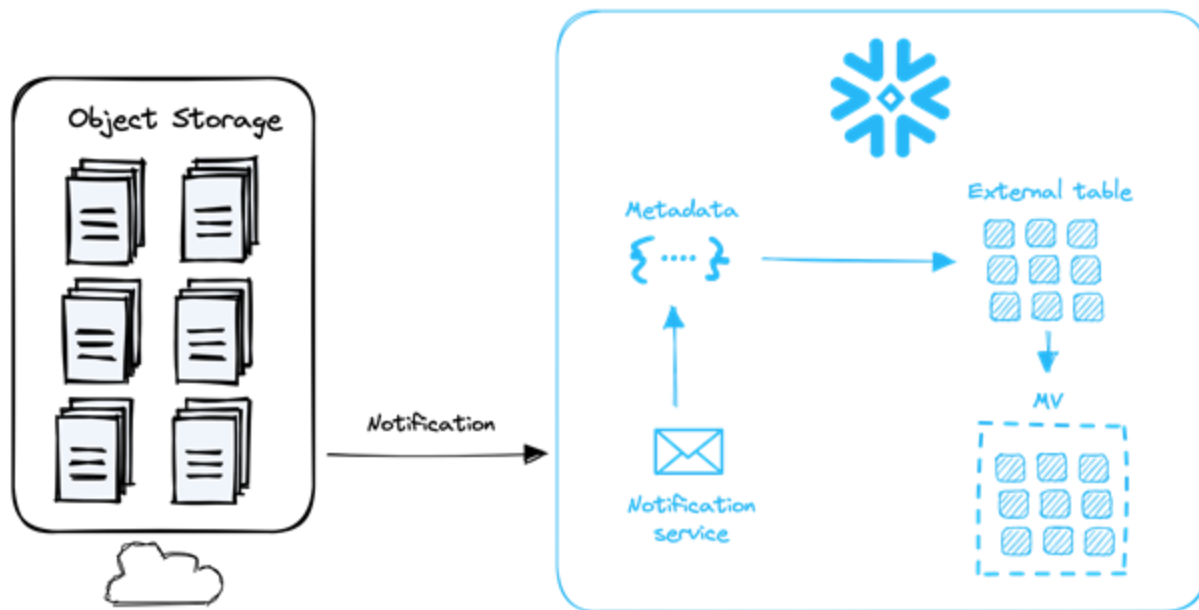 Object Storage
Notification
Metadata
{ .... }
Notification
service
External table
MV